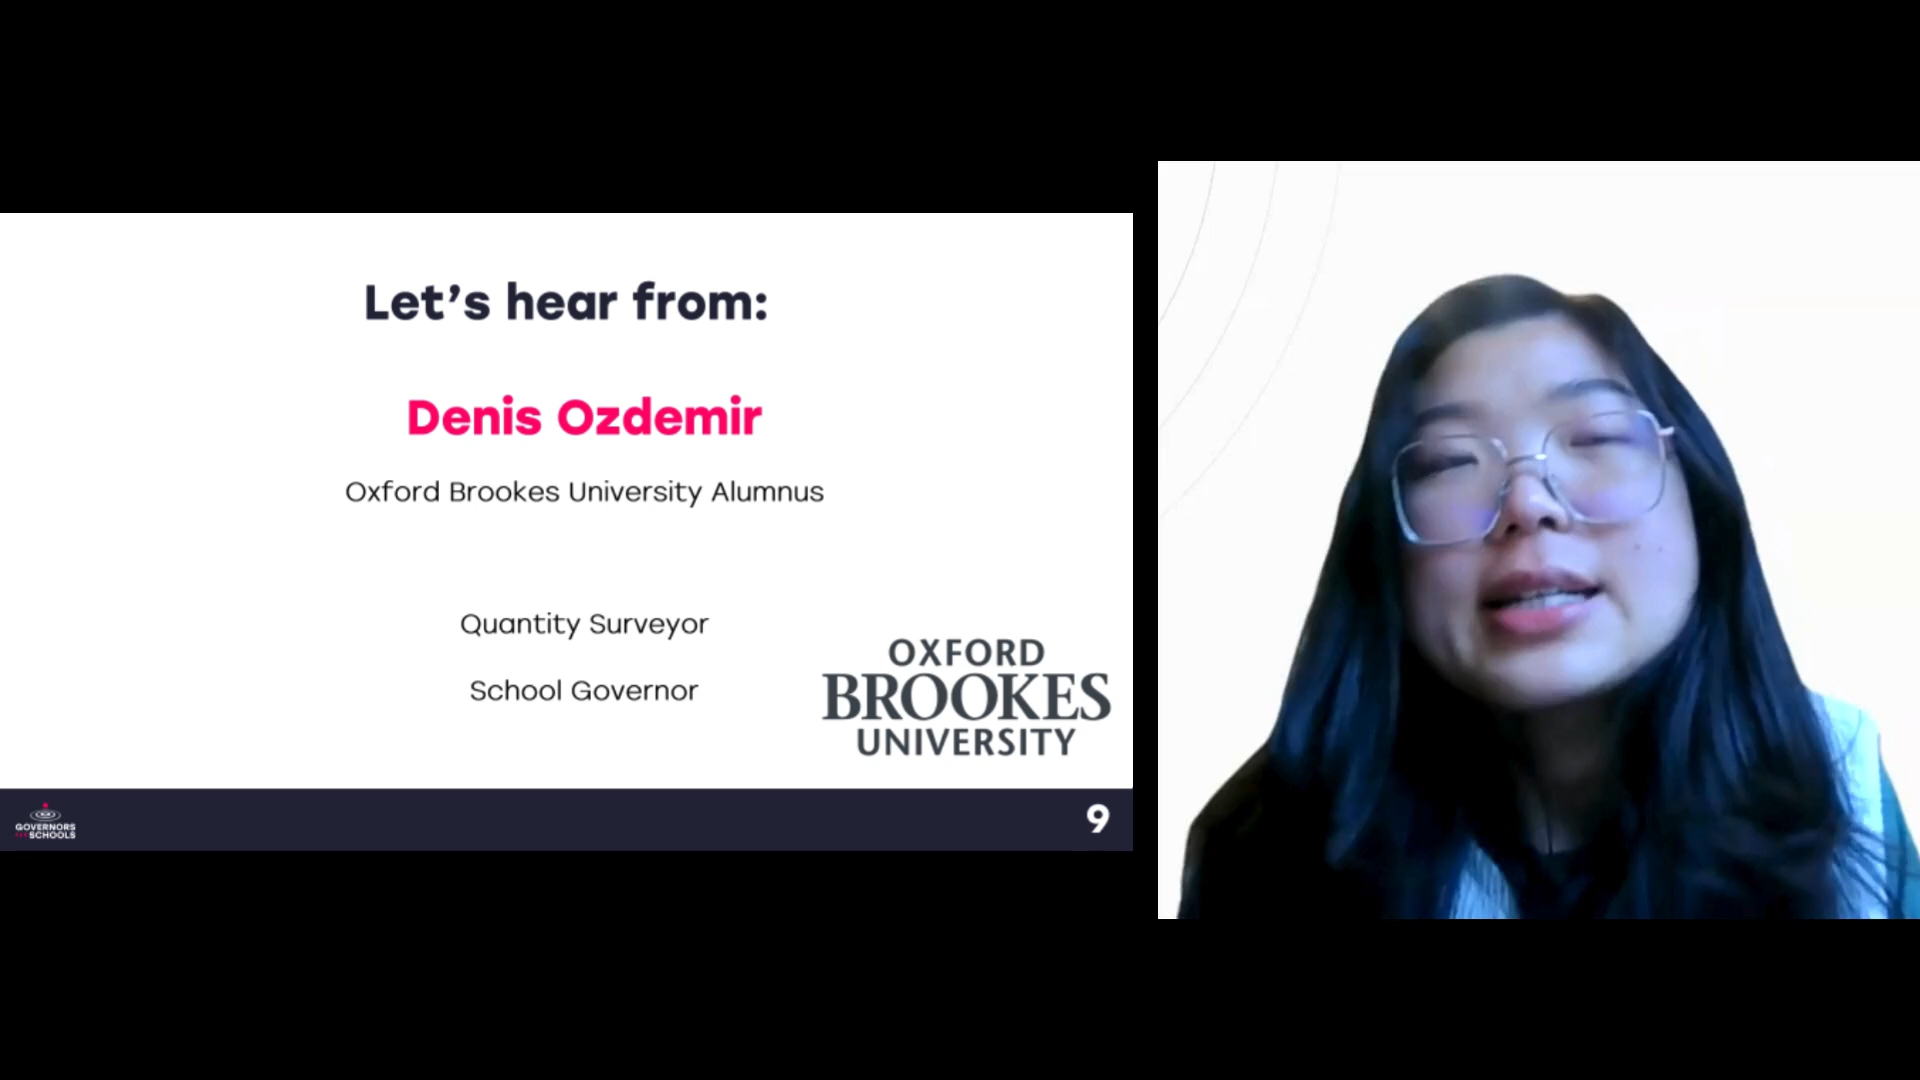 Let’s hear from:
Denis Ozdemir
Oxford Brookes University Alumnus
Quantity Surveyor
School Governor
OXFORD
BROOKES
UNIVERSITY
GOVERNORS
FOR SCHOOLS
9